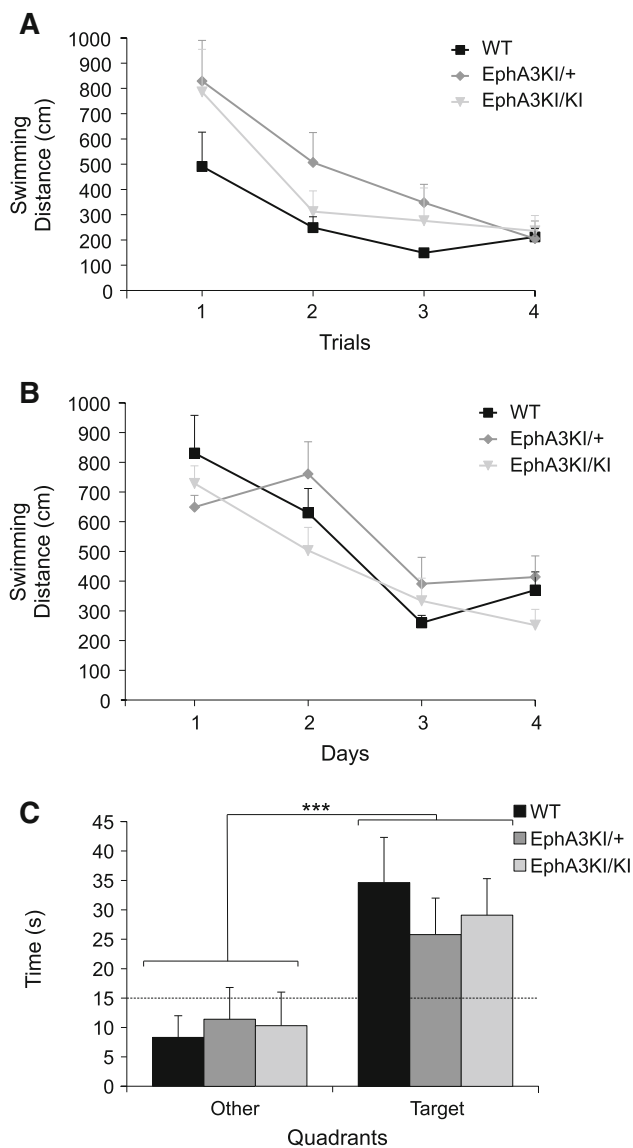 A
1000
900
800
700
600
500
400
300
200
100
0
Swimming
Distance (cm)
WT
EphA3KI/+
EphA3KI/KI
1 2 3 4
Trials
B
1000
900
800
700
600
500
400
300
200
100
0
Swimming
Distance (cm)
WT
EphA3KI/+
EphA3KI/KI
1 2 3 4
Days
C
45
40
35
30
25
20
15
10
5
0
Time (s)
***
WT
EphA3KI/+
EphA3KI/KI
Other Target
Quadrants